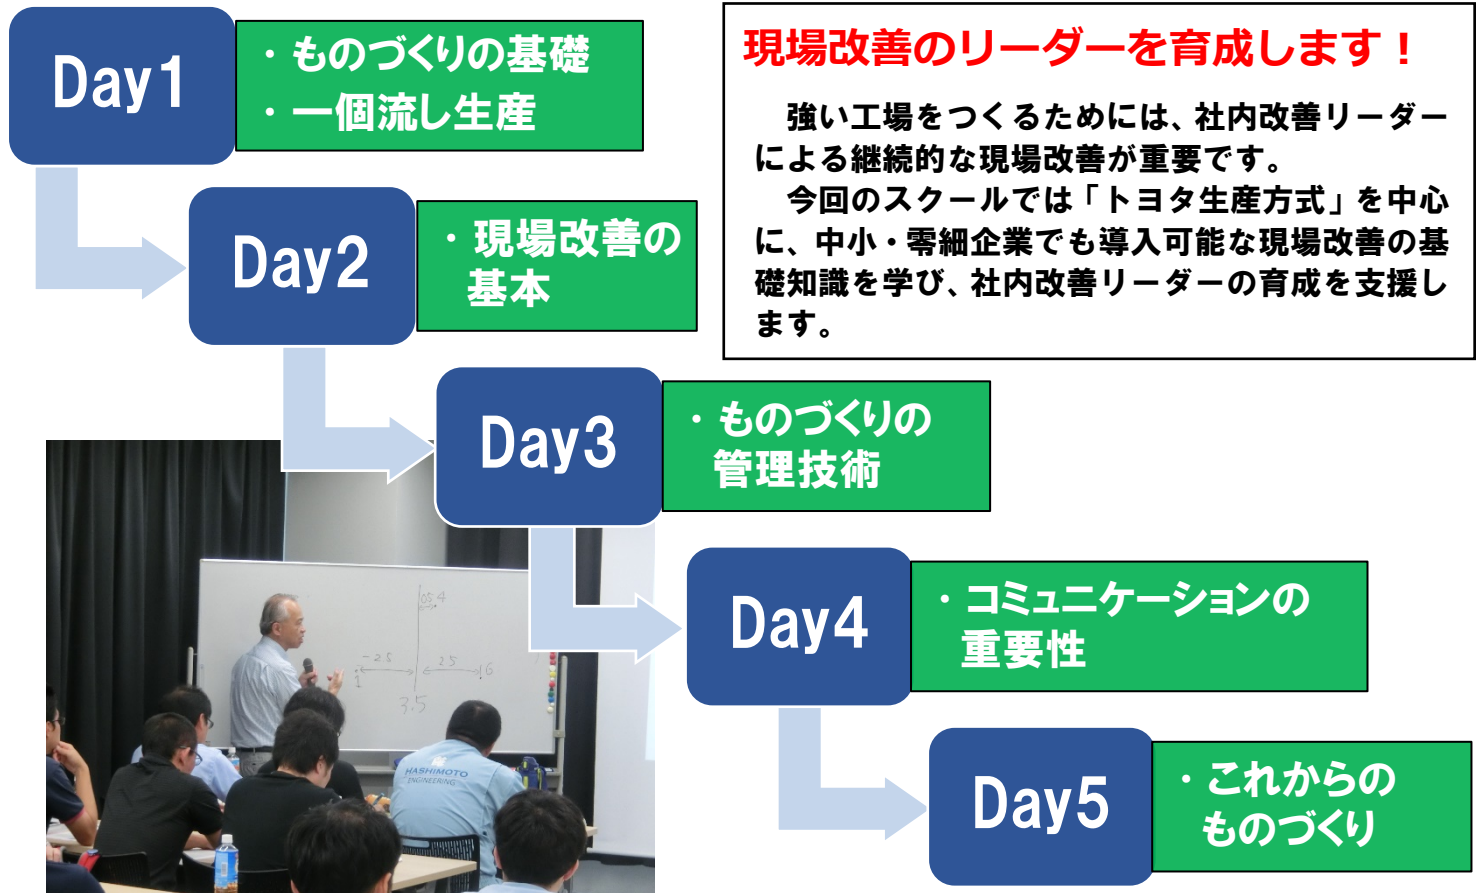 Day1
・ものづくりの基礎
・一個流し生産
現場改善のリーダーを育成します！
強い工場をつくるためには、社内改善リーダー
による継続的な現場改善が重要です。
今回のスクールでは「トヨタ生産方式」を中心
に、中小・零細企業でも導入可能な現場改善の基
礎知識を学び、社内改善リーダーの育成を支援し
ます。
Day2
・現場改善の
基本
Day3
・ものづくりの
管理技術
Day4
・コミュニケーションの
重要性
Day5
・これからの
ものづくり
-2.5
2.5
6
1
3.5
HASHIMOTO
ENGINEERING